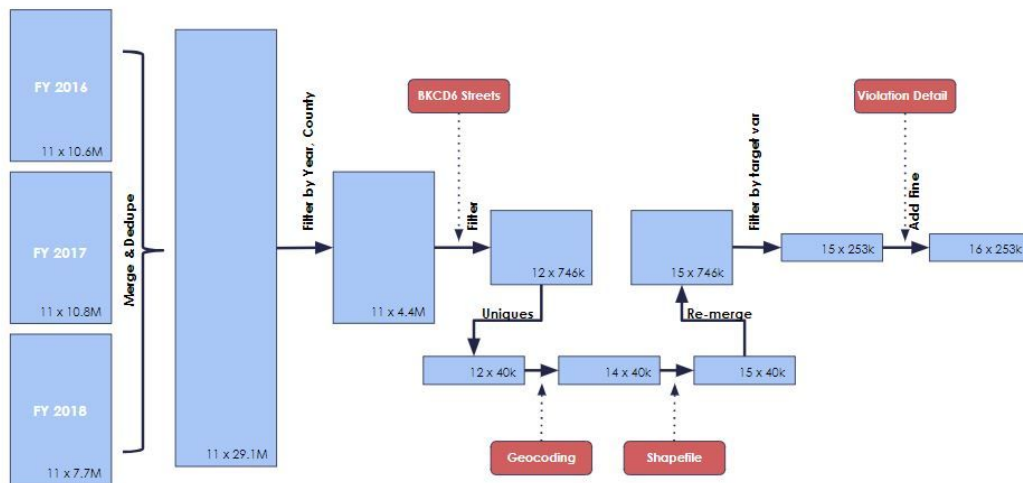 FY 2016
11 x 10.6M
FY 2017
11 x 10.8M
FY 2018
11 x 7.7M
Merge & Dedupe
11 x 29.1M
Filter by Year, County
11 x 4.4M
BKCD6 Streets
Filter
12 x 746k
Uniques
12 x 40k
Geocoding
14 x 40k
Shapefile
15 x 40k
Re-merge
15 x 746k
Filter by target var
15 x 253k
Violation Detail
Add Fine
16 x 253k